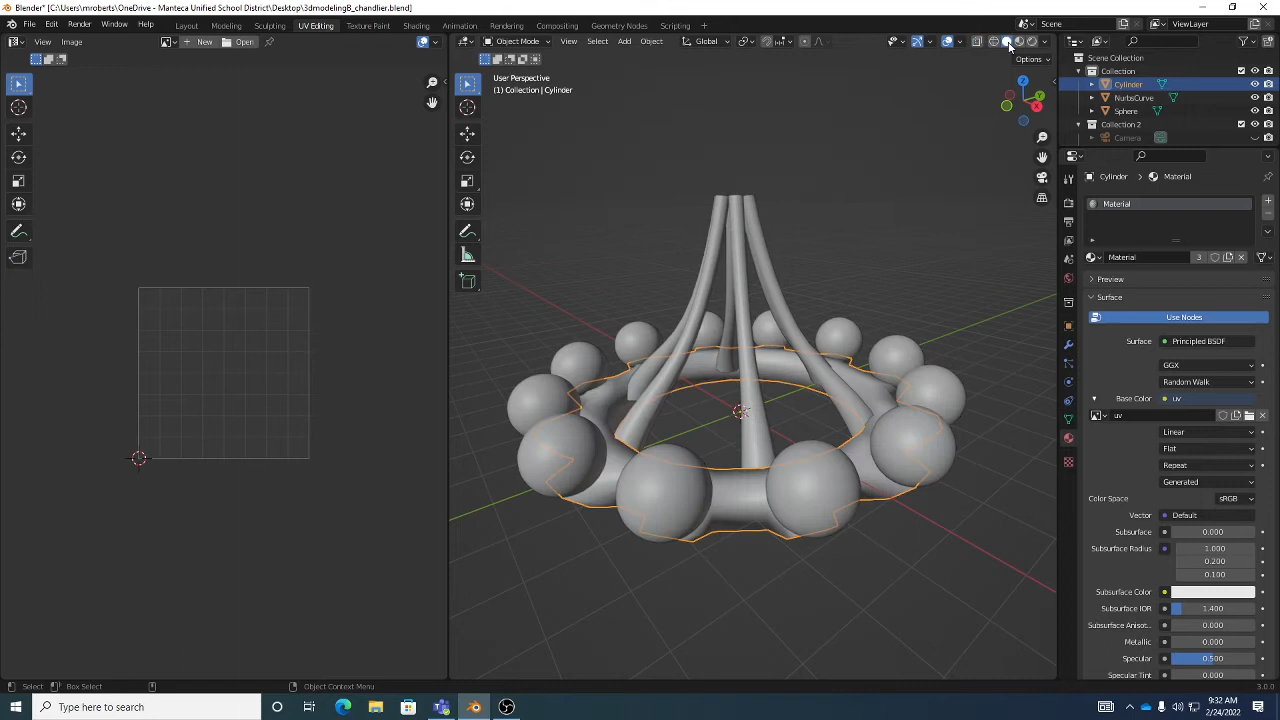 Blender* [C:\Users\mroberts\OneDrive - Manteca Unified School District\Desktop\3dmodelingB_chandlier.blend]
File Edit Render Window Help Layout Modeling Sculpting UV Editing Texture Paint Shading Animation Rendering Compositing Geometry Nodes Scripting + Scene ViewLayer
View Image + New Open Object Mode View Select Add Object Global
Options
User Perspective
(1) Collection | Cylinder
Z
Y
X
Scene Collection
Collection
Cylinder
NurbsCurve
Sphere
Collection 2
Camera
Cylinder > Material
Material
Material 3
Preview
Surface
Use Nodes
Surface Principled BSDF
GGX
Random Walk
Base Color uv
uv
Linear
Flat
Repeat
Generated
Color Space sRGB
Vector Default
Subsurface 0.000
Subsurface Radius 1.000
0.200
0.100
Subsurface Color
Subsurface IOR 1.400
Subsurface Anisot... 0.000
Metallic 0.000
Specular 0.500
Specular Tint 0.000
Select Box Select Object Context Menu 3.0.0
Type here to search
9:32 AM
2/24/2022